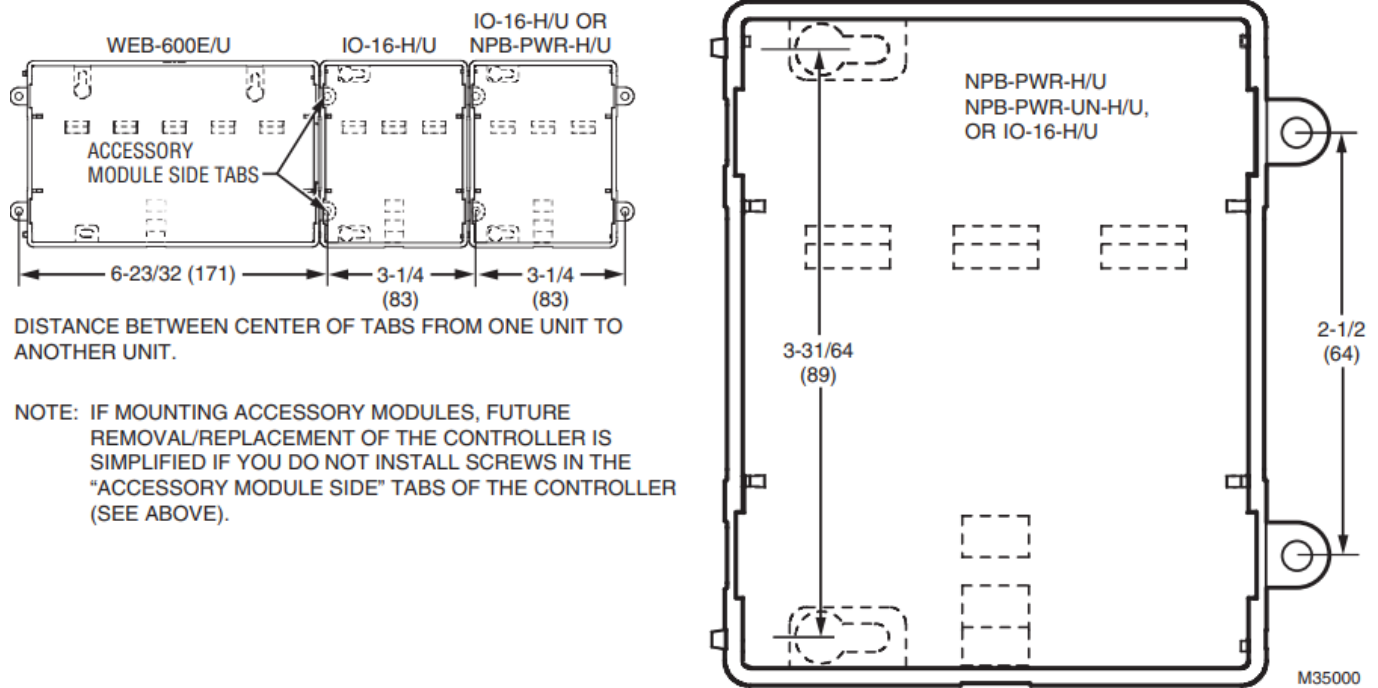 WEB-600E/U
IO-16-H/U
IO-16-H/U OR
NPB-PWR-H/U
ACCESSORY
MODULE SIDE TABS
6-23/32 (171)
3-1/4
(83)
3-1/4
(83)
DISTANCE BETWEEN CENTER OF TABS FROM ONE UNIT TO
ANOTHER UNIT.
NOTE: IF MOUNTING ACCESSORY MODULES, FUTURE
REMOVAL/REPLACEMENT OF THE CONTROLLER IS
SIMPLIFIED IF YOU DO NOT INSTALL SCREWS IN THE
“ACCESSORY MODULE SIDE” TABS OF THE CONTROLLER
(SEE ABOVE).
NPB-PWR-H/U
NPB-PWR-UN-H/U,
OR IO-16-H/U
3-31/64
(89)
2-1/2
(64)
M35000